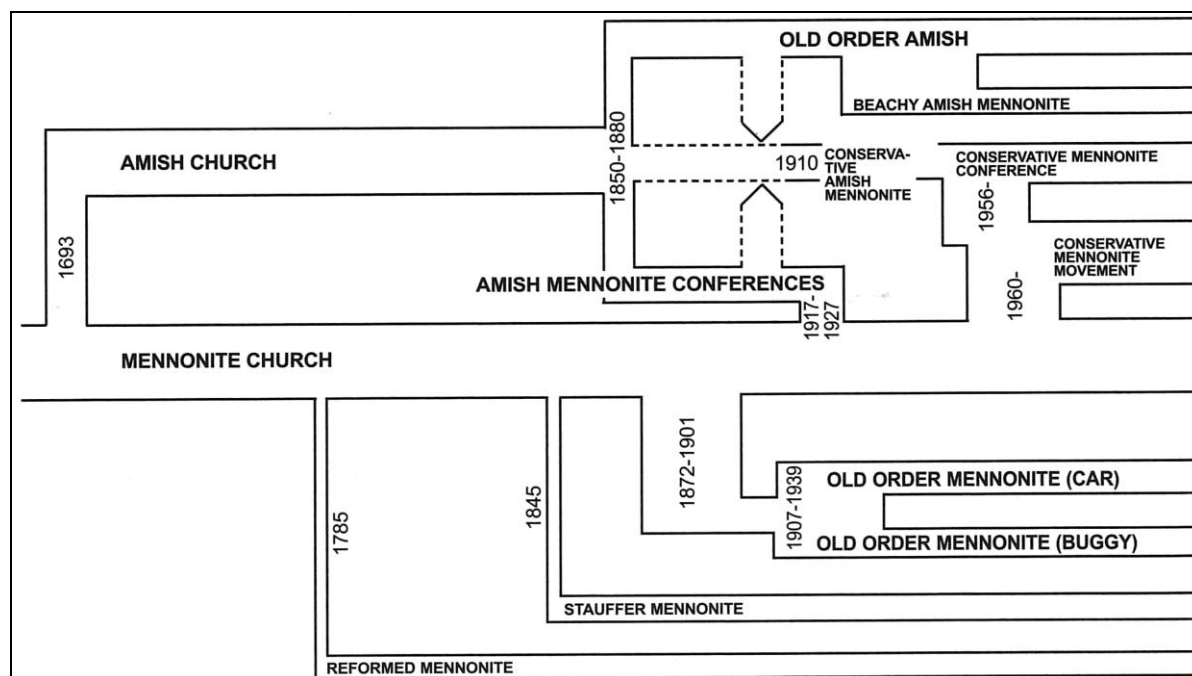 OLD ORDER AMISH
BEACHY AMISH MENNONITE
AMISH CHURCH
1850-1880
1910
CONSERVA-
TIVE
AMISH
MENNONITE
CONSERVATIVE MENNONITE
CONFERENCE
1956-
1693
AMISH MENNONITE CONFERENCES
CONSERVATIVE
MENNONITE
MOVEMENT
1917-
1927
1960-
MENNONITE CHURCH
1872-1901
OLD ORDER MENNONITE (CAR)
1907-1939
OLD ORDER MENNONITE (BUGGY)
1785
1845
STAUFFER MENNONITE
REFORMED MENNONITE